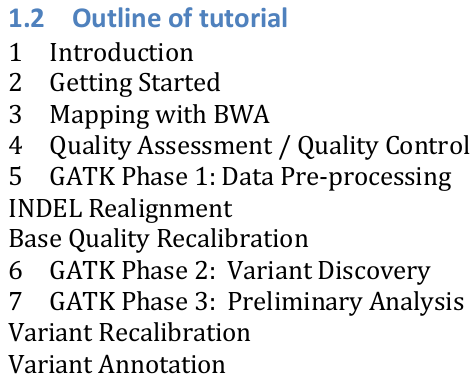 1.2 Outline of tutorial
1 Introduction
2 Getting Started
3 Mapping with BWA
4 Quality Assessment / Quality Control
5 GATK Phase 1: Data Pre-processing
INDEL Realignment
Base Quality Recalibration
6 GATK Phase 2: Variant Discovery
7 GATK Phase 3: Preliminary Analysis
Variant Recalibration
Variant Annotation